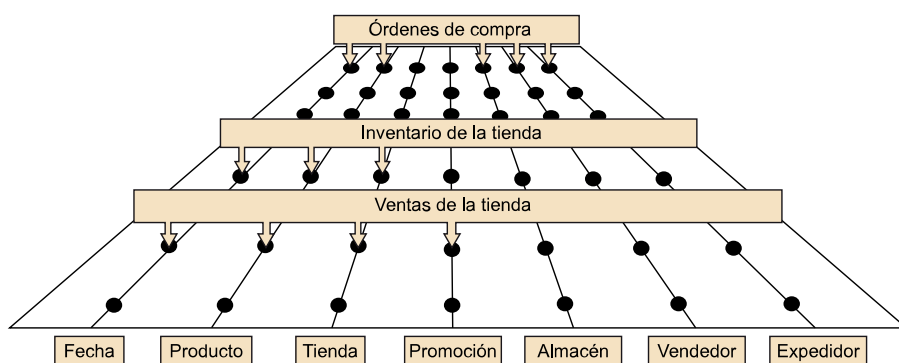 Órdenes de compra
Inventario de la tienda
Ventas de la tienda
Fecha
Producto
Tienda
Promoción
Almacén
Vendedor
Expedidor